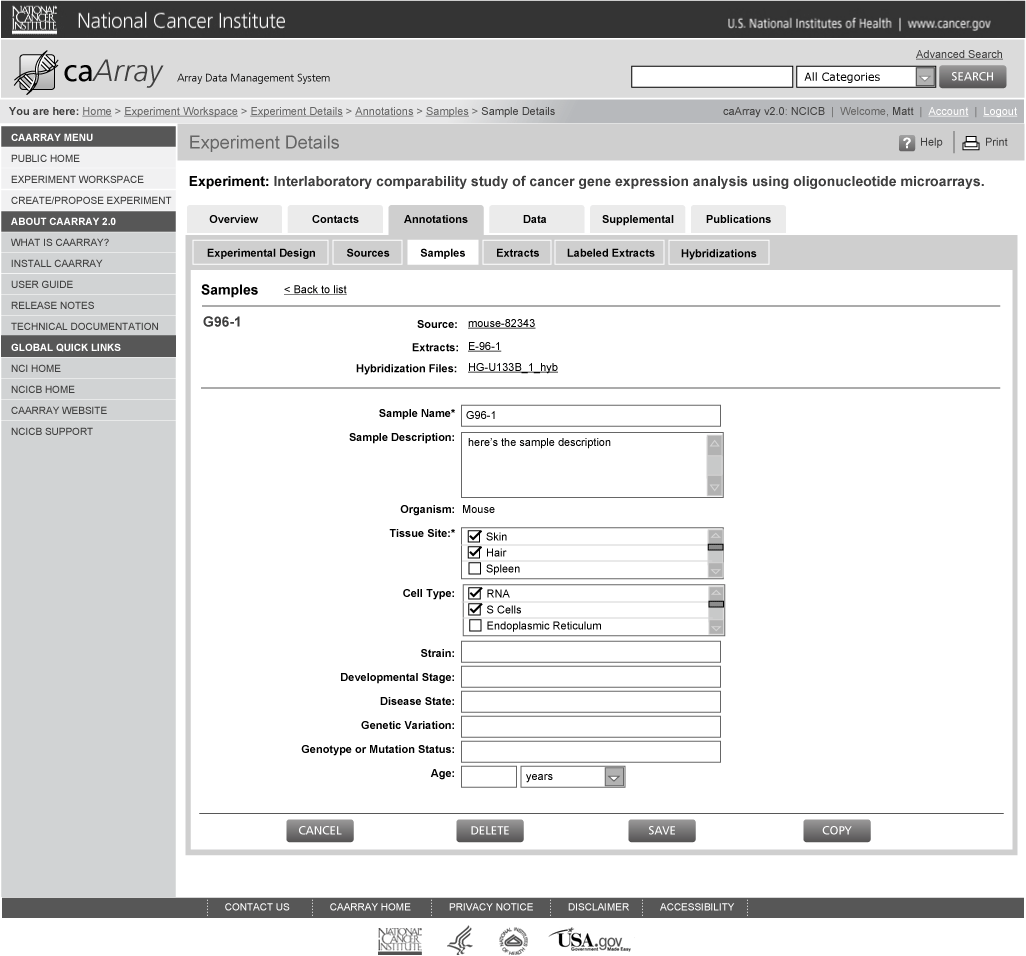 NATIONAL CANCER INSTITUTE National Cancer Institute U.S. National Institutes of Health | www.cancer.gov
Advanced Search
caArray Array Data Management System All Categories SEARCH
You are here: Home > Experiment Workspace > Experiment Details > Annotations > Samples > Sample Details caArray v2.0: NCICB | Welcome, Matt | Account | Logout
CAARRAY MENU
PUBLIC HOME
EXPERIMENT WORKSPACE
CREATE/PROPOSE EXPERIMENT
ABOUT CAARRAY 2.0
WHAT IS CAARRAY?
INSTALL CAARRAY
USER GUIDE
RELEASE NOTES
TECHNICAL DOCUMENTATION
GLOBAL QUICK LINKS
NCI HOME
NCICB HOME
CAARRAY WEBSITE
NCICB SUPPORT
Experiment Details ? Help Print
Experiment: Interlaboratory comparability study of cancer gene expression analysis using oligonucleotide microarrays.
Overview Contacts Annotations Data Supplemental Publications
Experimental Design Sources Samples Extracts Labeled Extracts Hybridizations
Samples < Back to list
G96-1 Source: mouse-82343
Extracts: E-96-1
Hybridization Files: HG-U133B_1_hyb
Sample Name* G96-1
Sample Description: here's the sample description
Organism: Mouse
Tissue Site:* Skin
Hair
Spleen
Cell Type: RNA
S Cells
Endoplasmic Reticulum
Strain:
Developmental Stage:
Disease State:
Genetic Variation:
Genotype or Mutation Status:
Age: years
CANCEL DELETE SAVE COPY
CONTACT US CAARRAY HOME PRIVACY NOTICE DISCLAIMER ACCESSIBILITY
NATIONAL CANCER INSTITUTE USA.gov
Government Made Easy